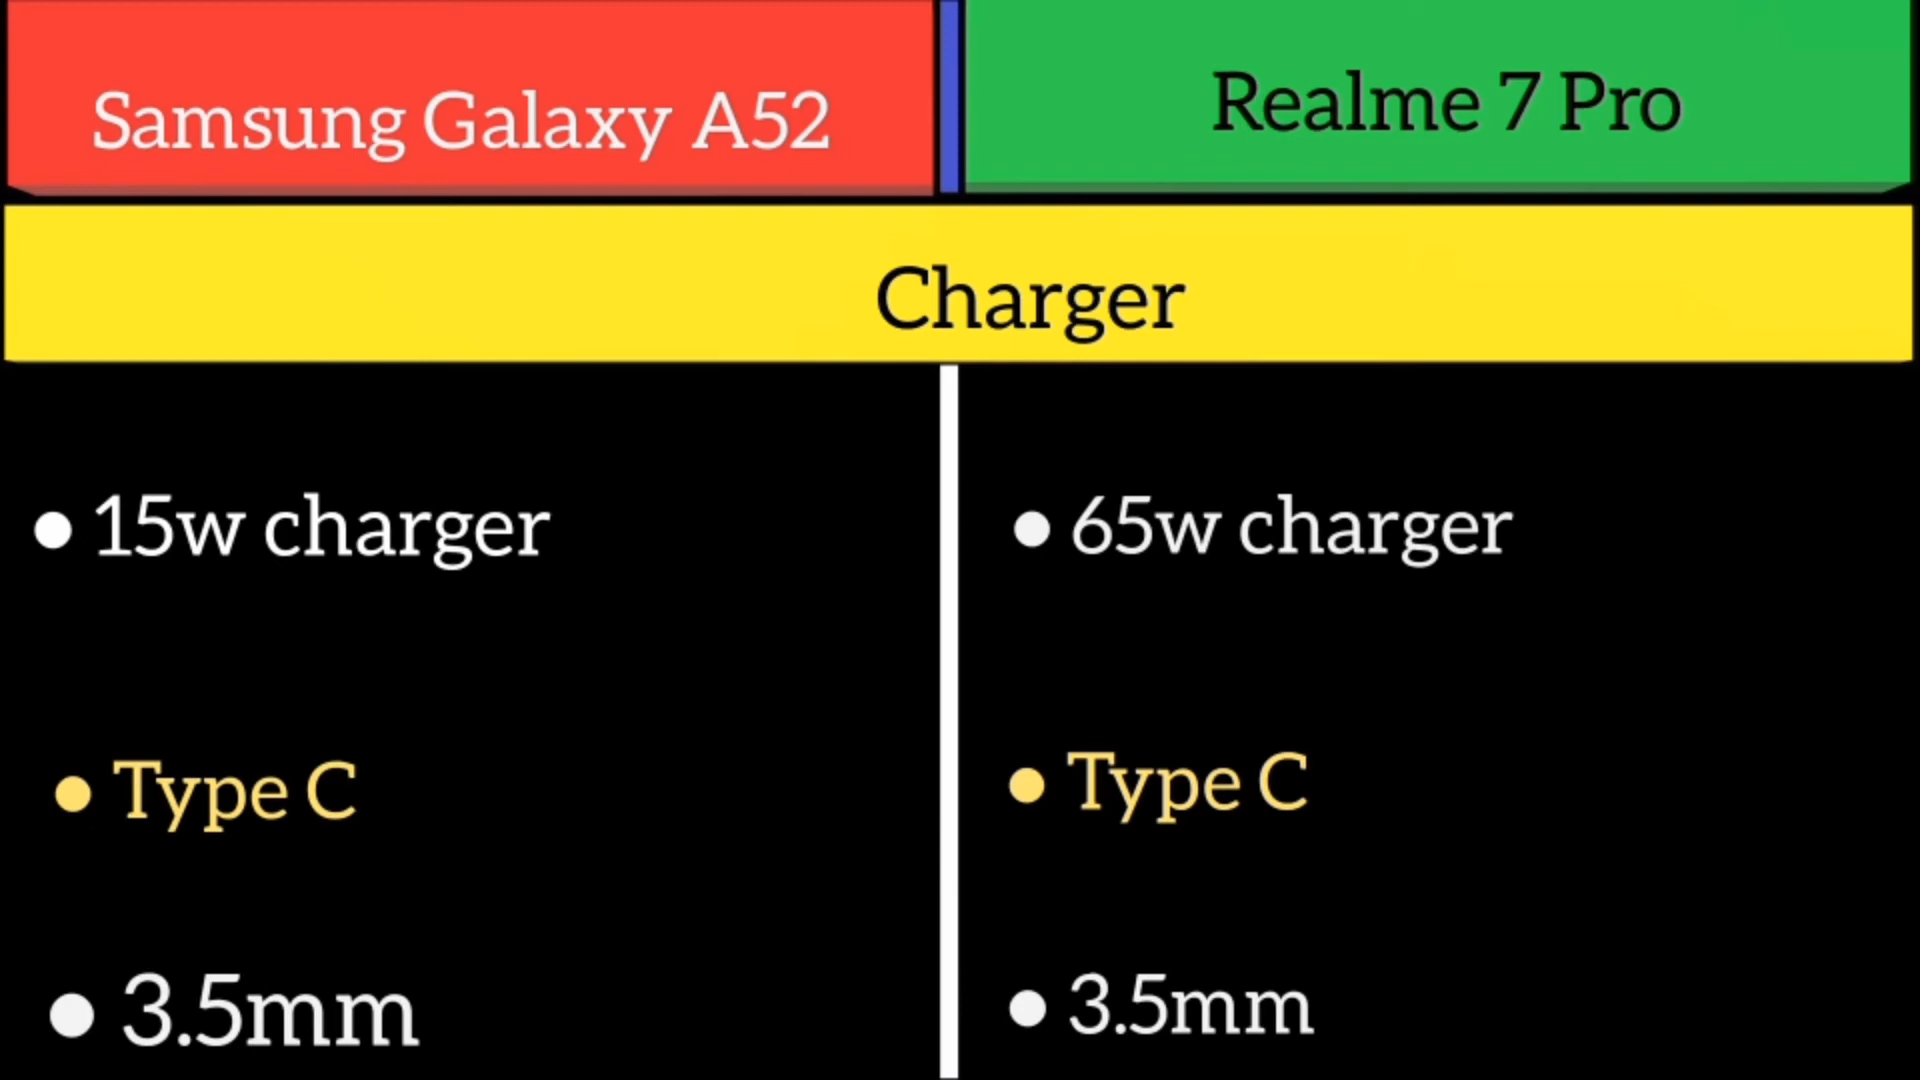 Samsung Galaxy A52
Realme 7 Pro
Charger
• 15w charger
• 65w charger
• Type C
• Type C
• 3.5mm
• 3.5mm